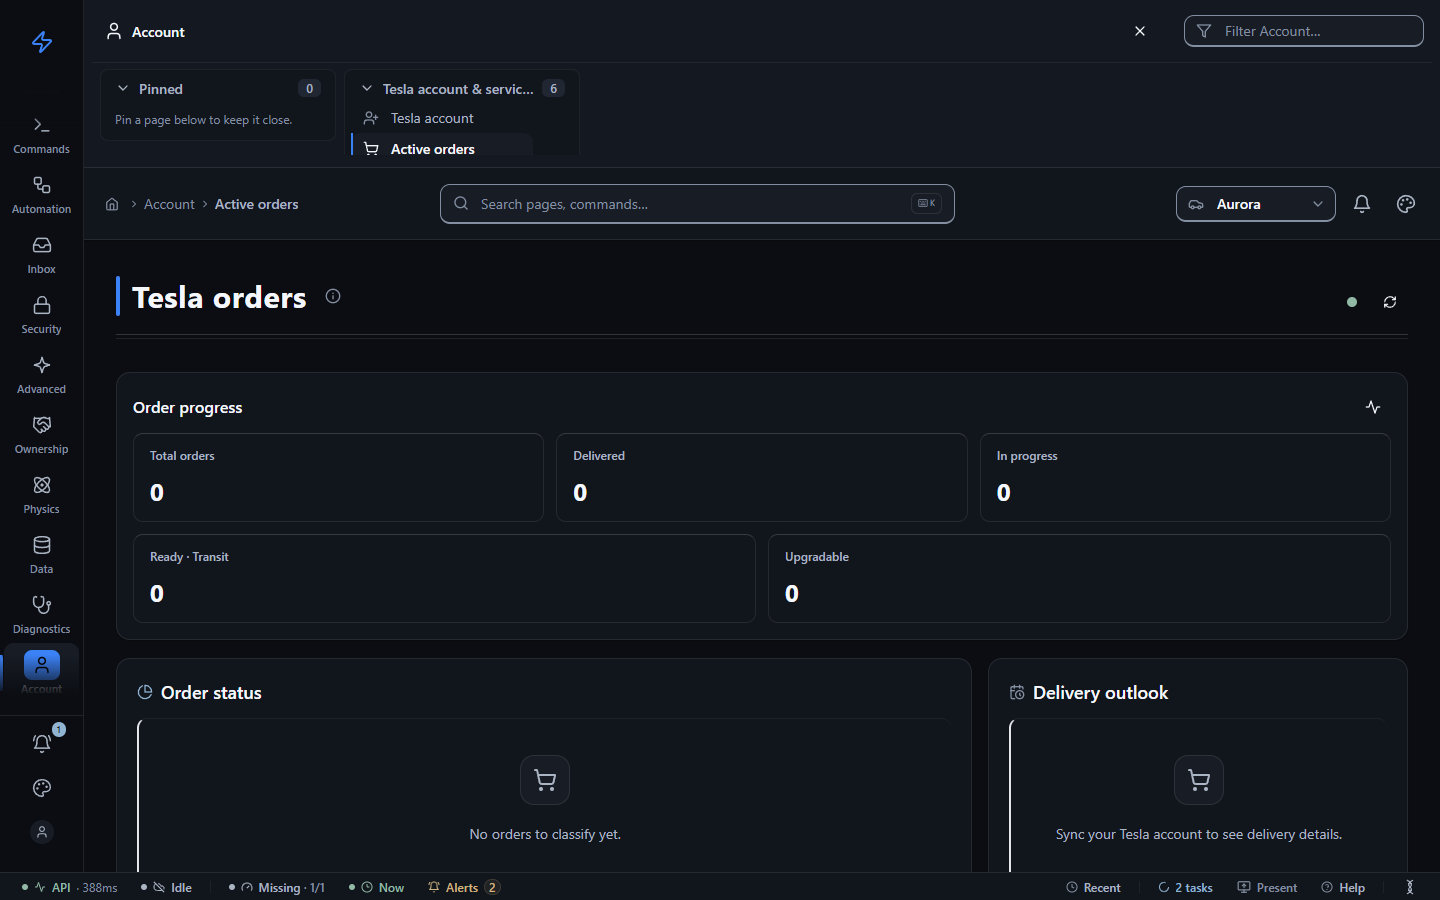 Account
Filter Account...
Pinned
0
Pin a page below to keep it close.
Tesla account & servic...
6
Tesla account
Active orders
Commands
Automation
Inbox
Security
Advanced
Ownership
Physics
Data
Diagnostics
Account
1
Account
Active orders
Search pages, commands...
K
Aurora
Tesla orders
Order progress
Total orders
0
Delivered
0
In progress
0
Ready · Transit
0
Upgradable
0
Order status
No orders to classify yet.
Delivery outlook
Sync your Tesla account to see delivery details.
API · 388ms
Idle
Missing · 1/1
Now
Alerts 2
Recent
2 tasks
Present
Help